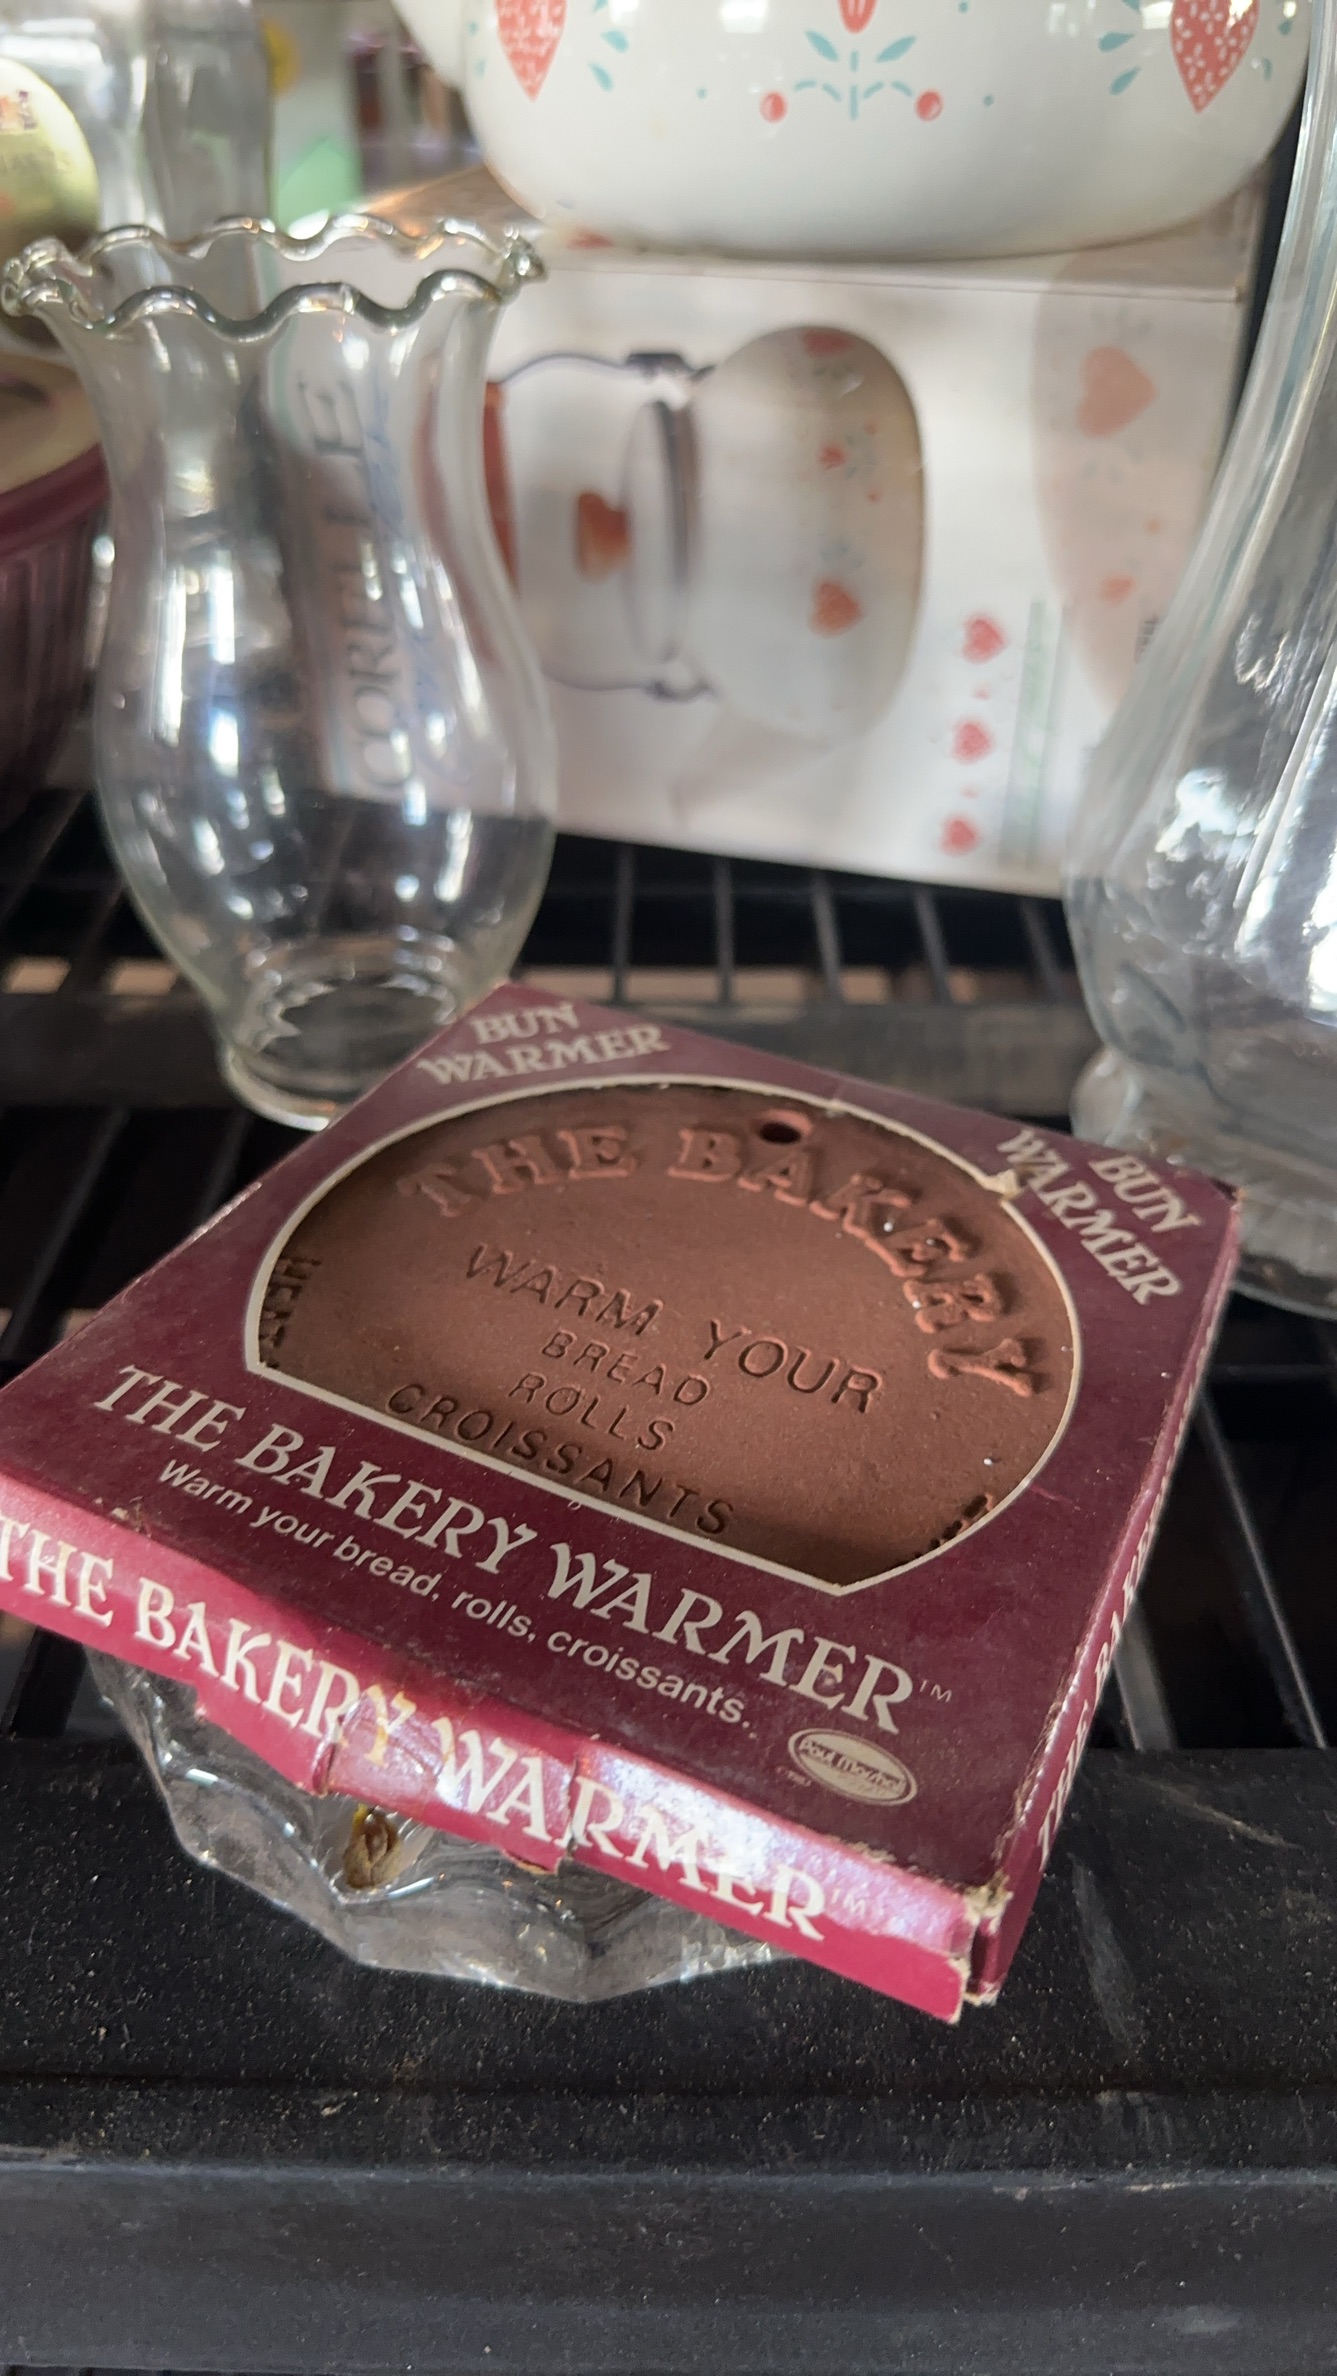 CORELLE
BUN
WARMER
BUN
WARMER
THE BAKERY
WARM YOUR
BREAD
ROLLS
CROISSANTS
THE BAKERY WARMER™
Warm your bread, rolls, croissants.
THE BAKERY WARMER™